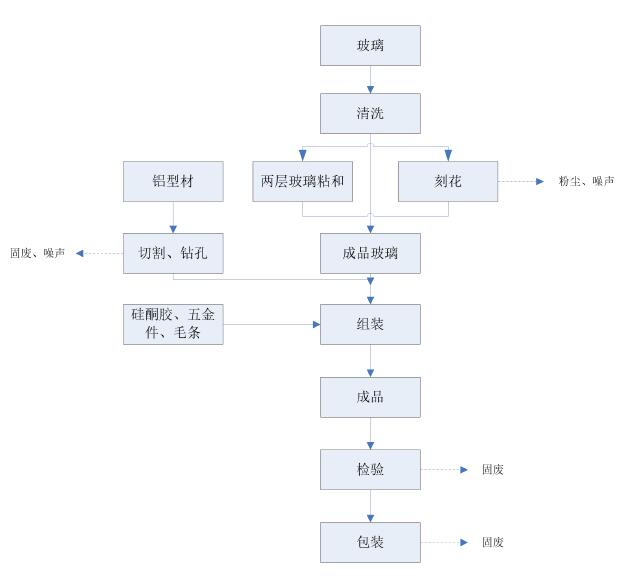 玻璃
清洗
铝型材
两层玻璃粘和
刻花
粉尘、噪声
固废、噪声
切割、钻孔
成品玻璃
硅酮胶、五金
件、毛条
组装
成品
检验
固废
包装
固废